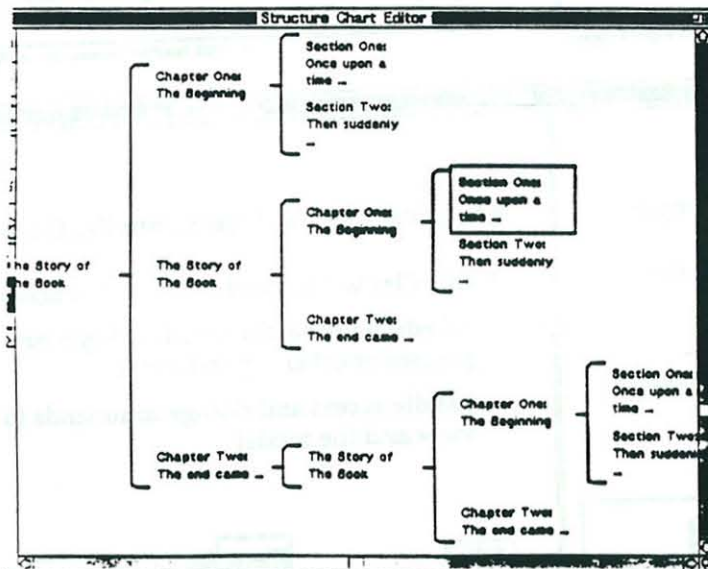 Structure Chart Editor
Section One:
Once upon a
time ...
Chapter One:
The Beginning
Section Two:
Then suddenly
...
Section One:
Once upon a
time ...
Chapter One:
The Beginning
Section Two:
Then suddenly
...
The Story of
The Book
The Story of
The Book
Chapter Two:
The end came ...
Section One:
Once upon a
time ...
Chapter One:
The Beginning
Section Two:
Then suddenly
...
Chapter Two:
The end came ...
The Story of
The Book
Chapter Two:
The end came ...